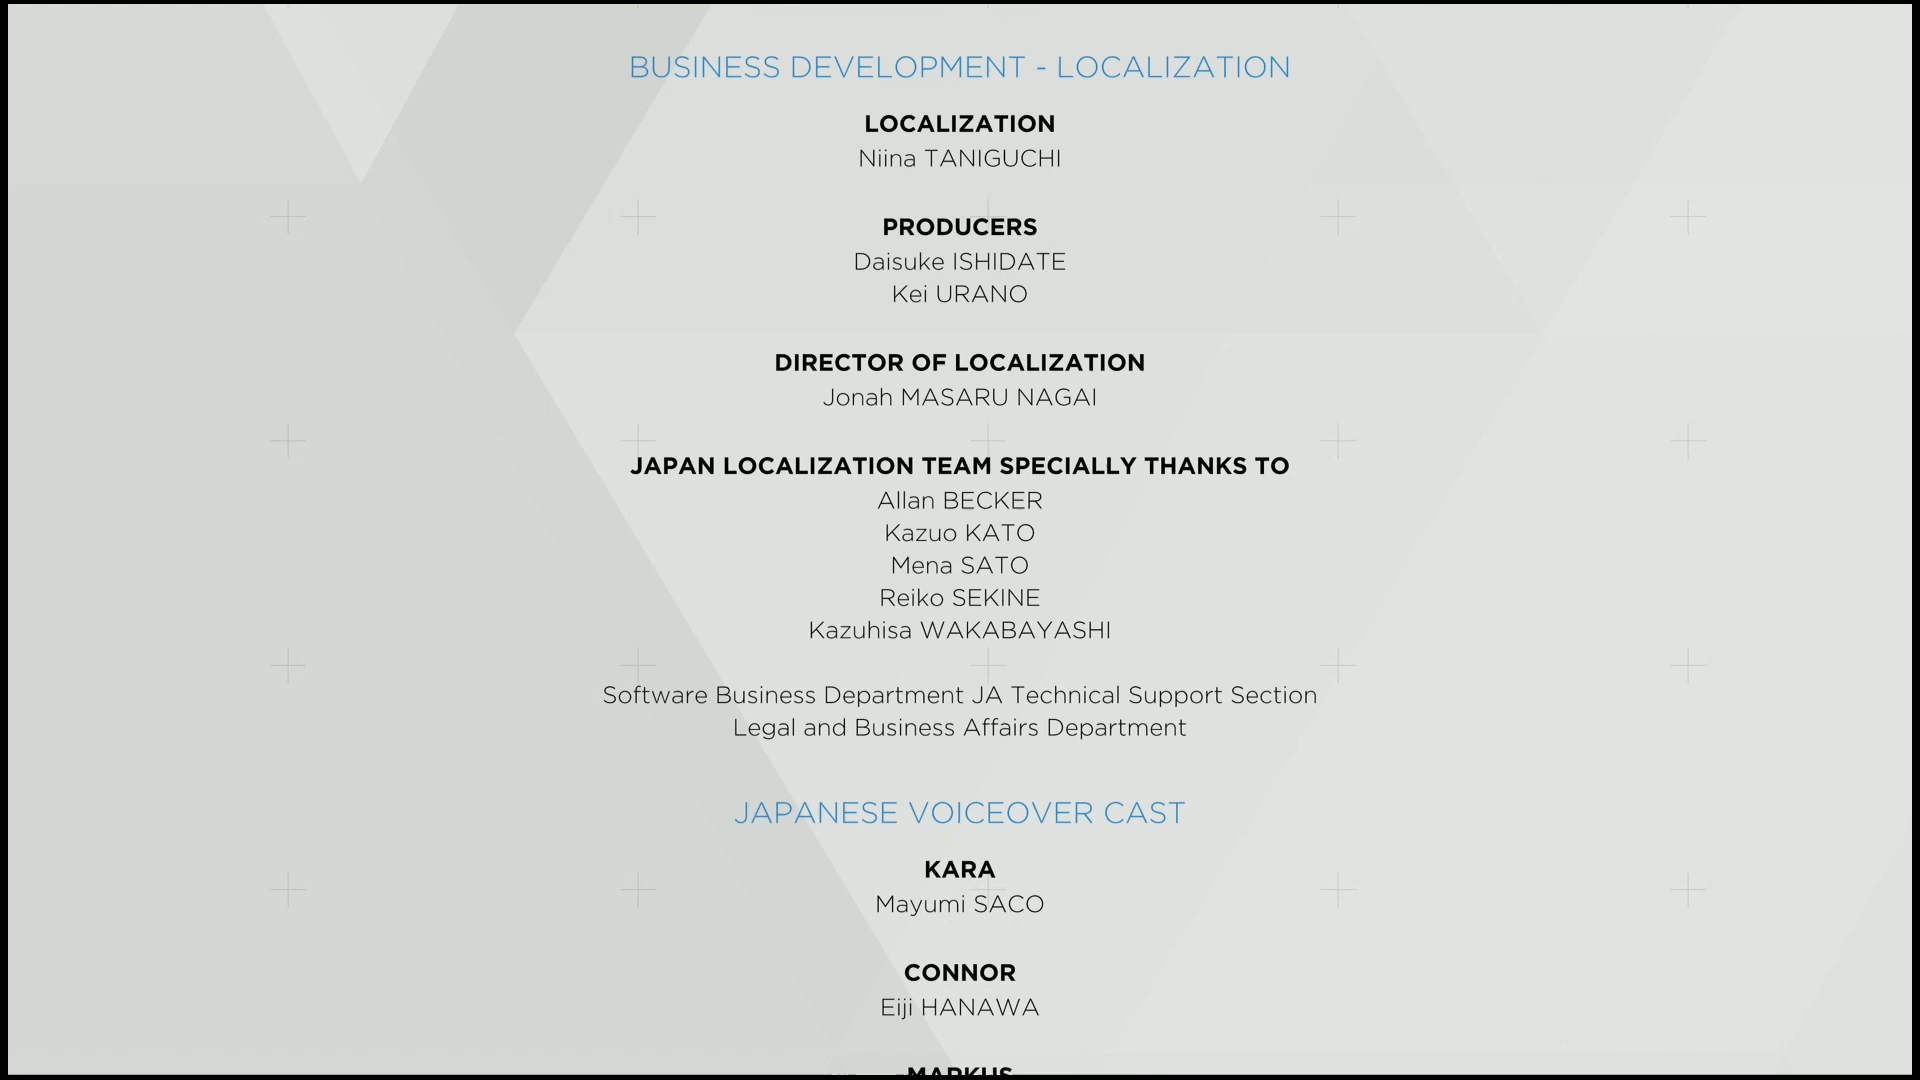 BUSINESS DEVELOPMENT - LOCALIZATION
LOCALIZATION
Niina TANIGUCHI
PRODUCERS
Daisuke ISHIDATE
Kei URANO
DIRECTOR OF LOCALIZATION
Jonah MASARU NAGAI
JAPAN LOCALIZATION TEAM SPECIALLY THANKS TO
Allan BECKER
Kazuo KATO
Mena SATO
Reiko SEKINE
Kazuhisa WAKABAYASHI
Software Business Department JA Technical Support Section
Legal and Business Affairs Department
JAPANESE VOICEOVER CAST
KARA
Mayumi SACO
CONNOR
Eiji HANAWA
MARKUS